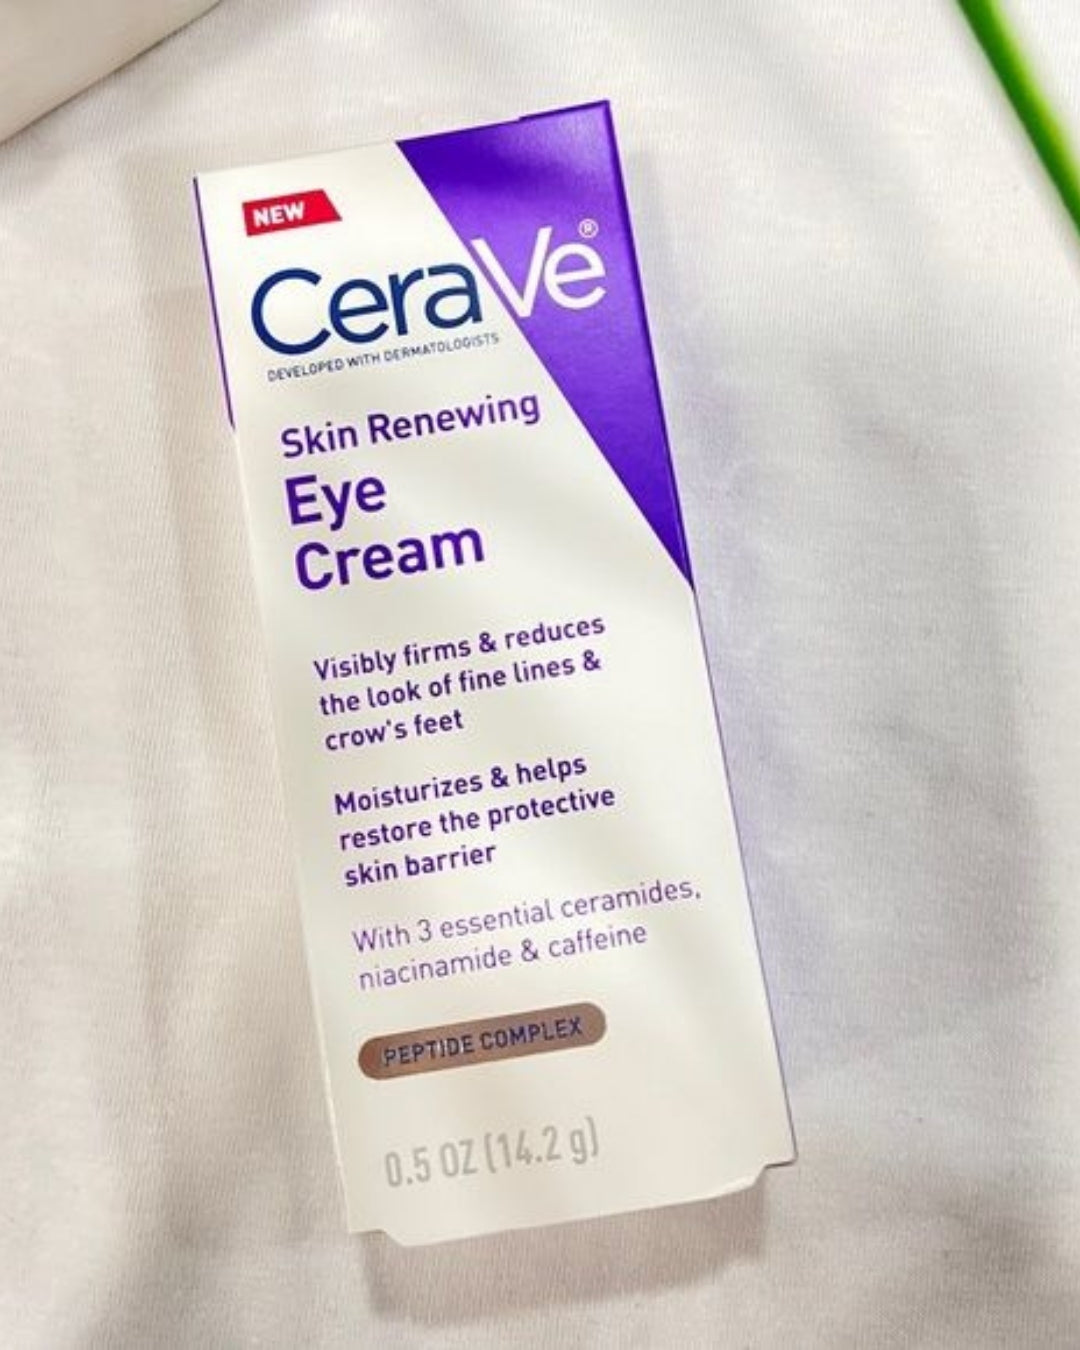 NEW
CeraVe®
DEVELOPED WITH DERMATOLOGISTS
Skin Renewing
Eye
Cream
Visibly firms & reduces
the look of fine lines &
crow's feet
Moisturizes & helps
restore the protective
skin barrier
With 3 essential ceramides,
niacinamide & caffeine
PEPTIDE COMPLEX
0.5 OZ (14.2 g)